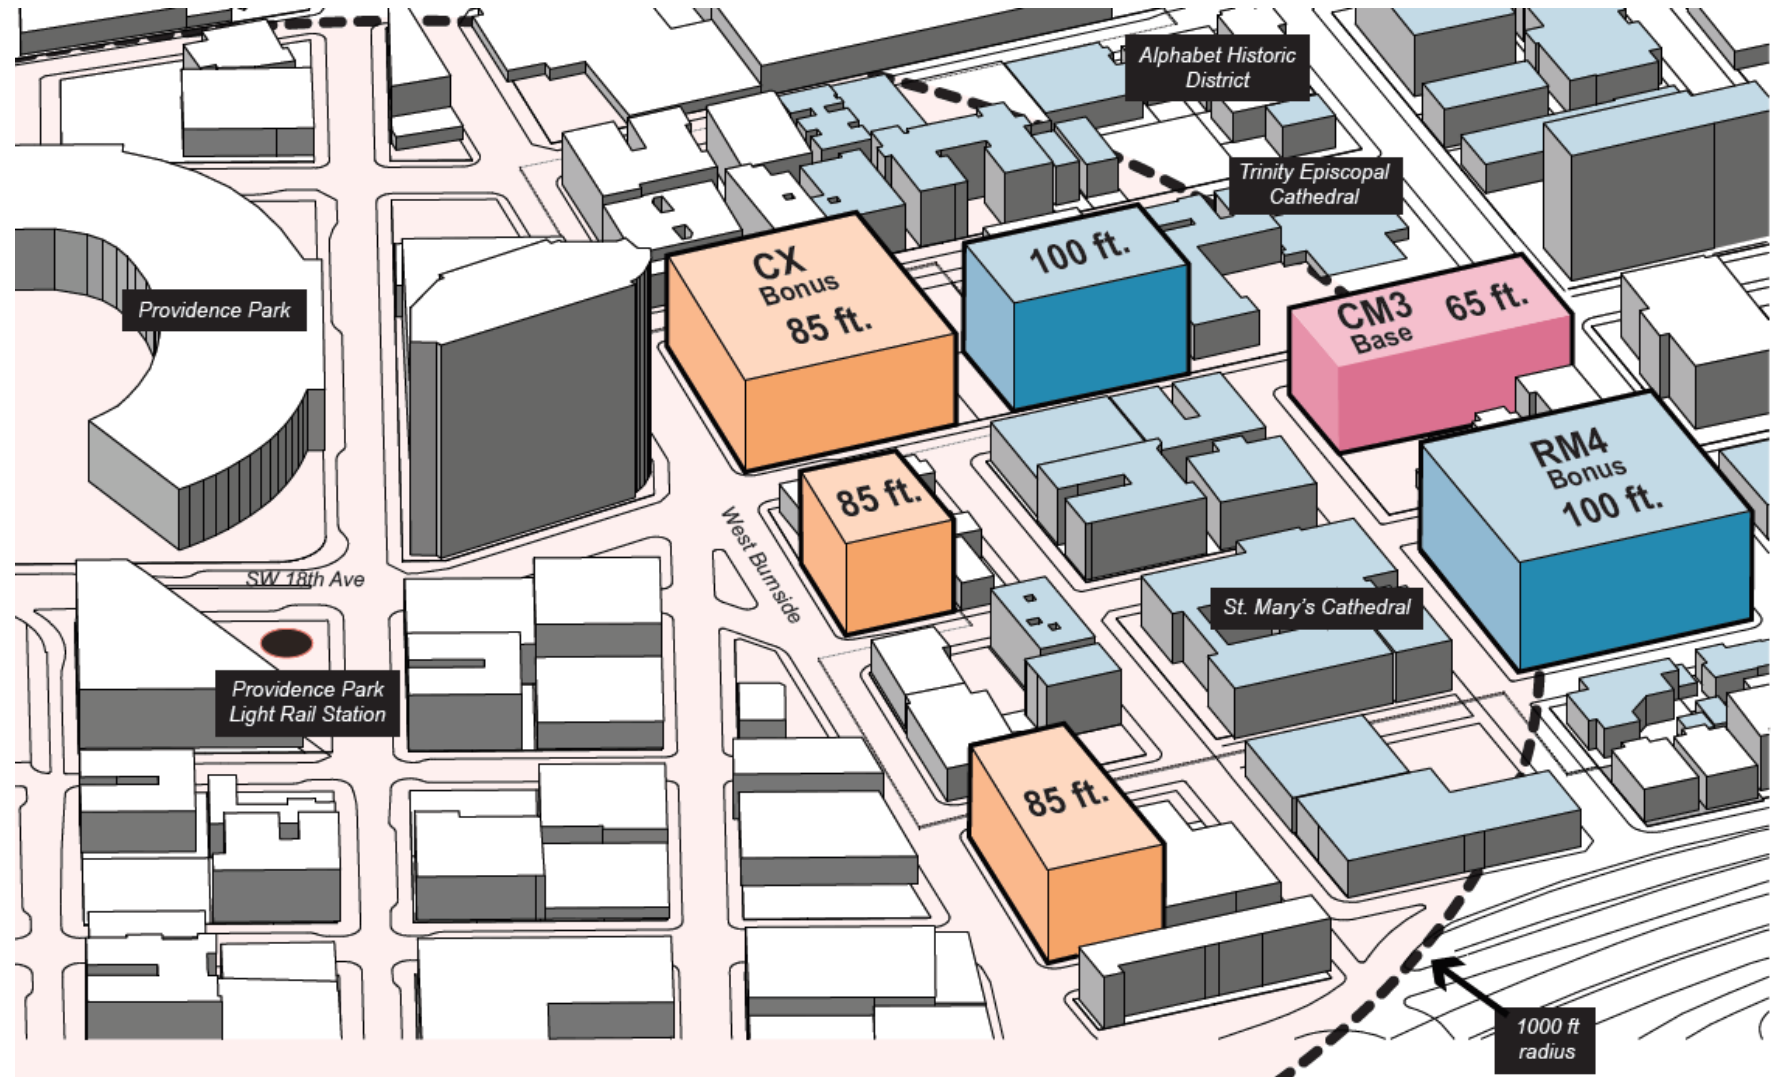 Alphabet Historic
District
Trinity Episcopal
Cathedral
CX
Bonus
85 ft.
100 ft.
Providence Park
CM3 65 ft.
Base
RM4
Bonus
100 ft.
85 ft.
West Burnside
SW 18th Ave
St. Mary's Cathedral
Providence Park
Light Rail Station
85 ft.
1000 ft
radius